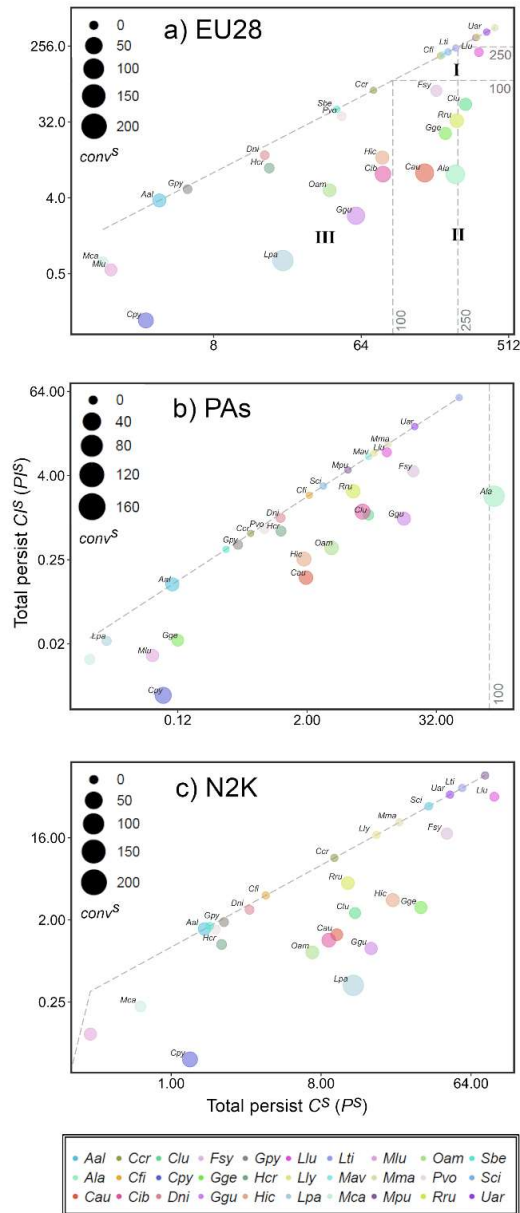 0
50
100
150
200
conv^S
a) EU28
256.0
32.0
4.0
0.5
8
64
512
Uar
Lti
Llu
Cfi
250
I
100
Fsy
Ccr
Clu
Sbe
Pvo
Rru
Gge
Dni
Hcr
Hic
Cib
Cau
Ala
Gpy
Aal
Oam
Ggu
III
II
Lpa
Mca
Mlu
Cpy
100
250
Total persist CI^S (PI^S)
0
40
80
120
160
conv^S
b) PAs
64.00
4.00
0.25
0.02
0.12
2.00
32.00
Uar
Mma
Llu
Mav
Mpu
Fsy
Sci
Rru
Cfi
Ala
Dni
Pvo
Ccr
Hcr
Clu
Ggu
Gpy
Oam
Hic
Cau
Aal
Lpa
Gge
Mlu
Cpy
100
0
50
100
150
200
conv^S
c) N2K
16.00
2.00
0.25
1.00
8.00
64.00
Lti
Uar
Llu
Sci
Mma
Fsy
Lly
Ccr
Rru
Cfi
Hic
Gge
Dni
Clu
Gpy
Aal
Hcr
Cau
Oam
Ggu
Lpa
Mca
Cpy
Total persist C^S (P^S)
Aal Ccr Clu Fsy Gpy Llu Lti Mlu Oam Sbe
Ala Cfi Cpy Gge Hcr Lly Mav Mma Pvo Sci
Cau Cib Dni Ggu Hic Lpa Mca Mpu Rru Uar